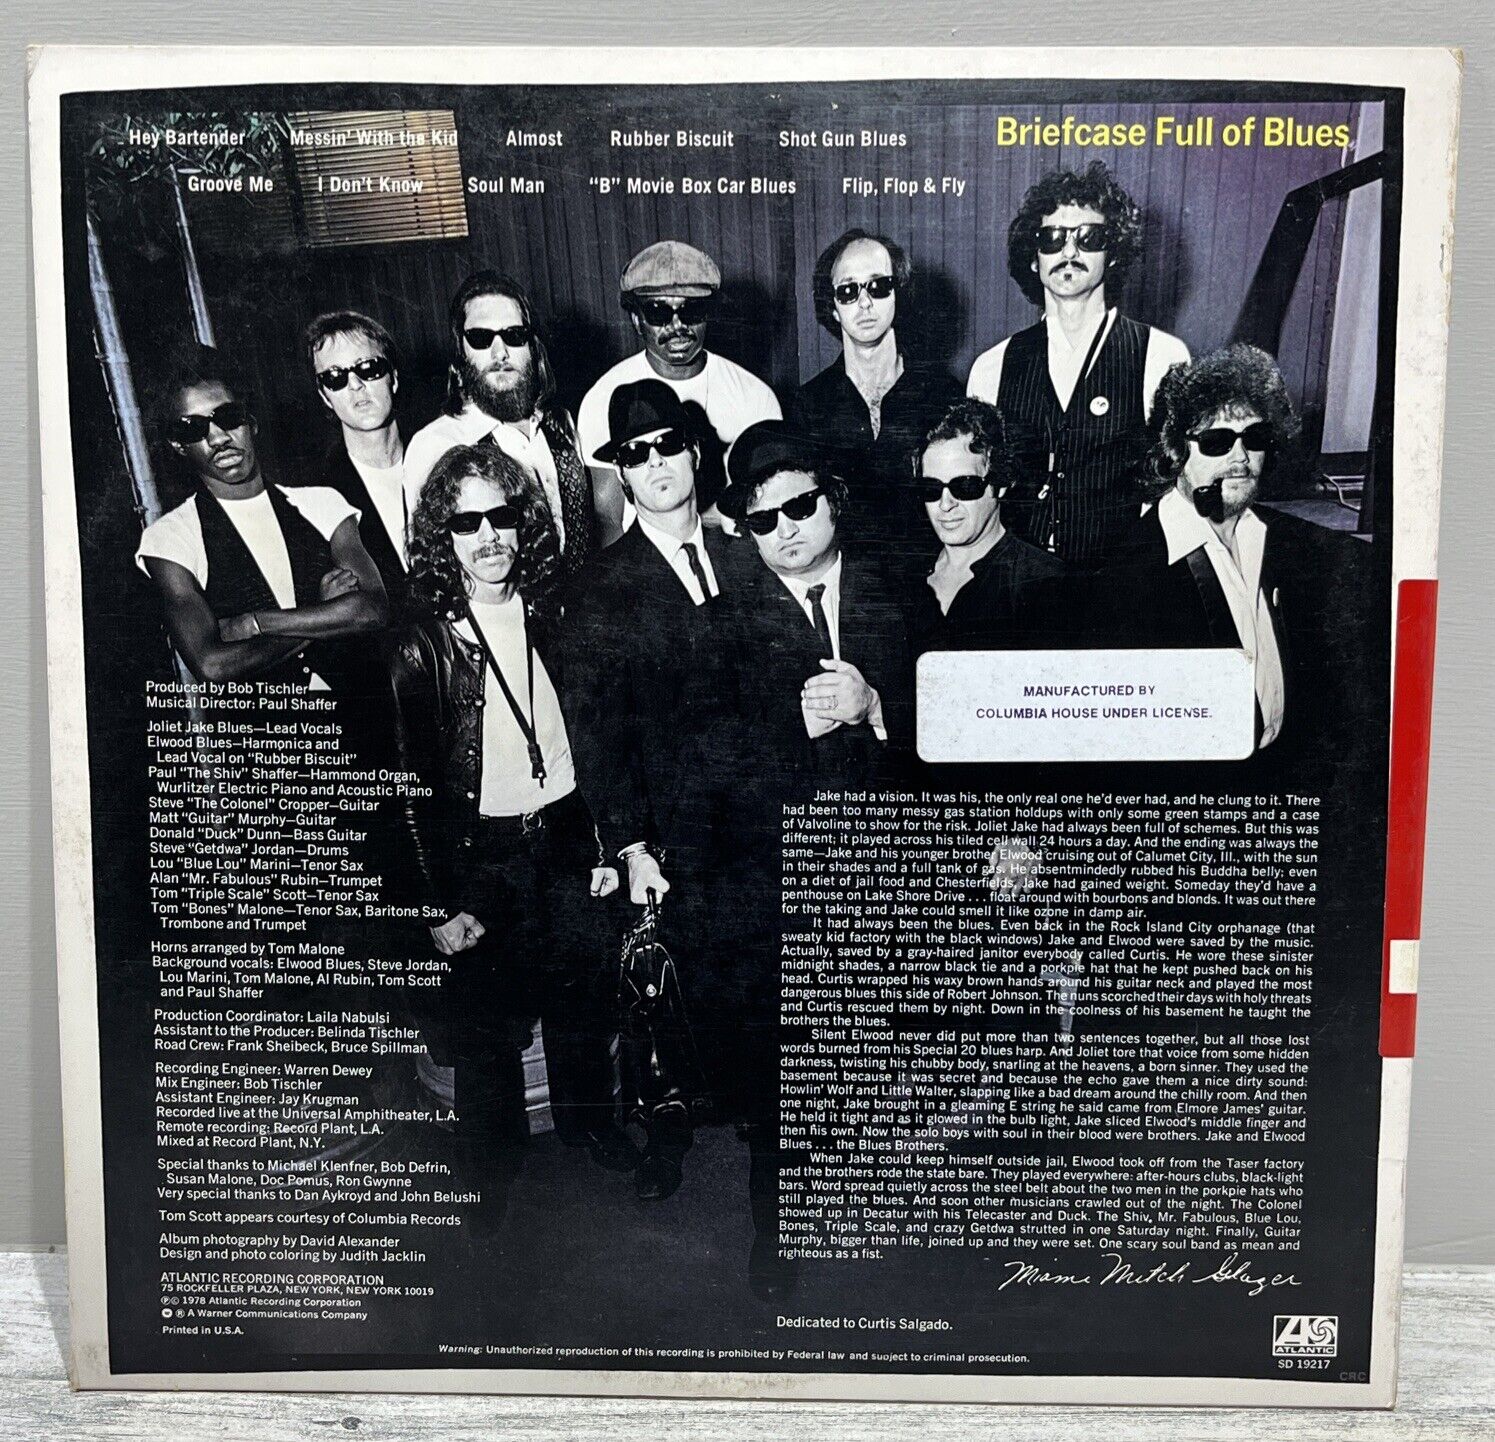 Hey Bartender Messin' With the Kid Almost Rubber Biscuit Shot Gun Blues
Groove Me I Don't Know Soul Man "B" Movie Box Car Blues Flip, Flop & Fly
Briefcase Full of Blues
Produced by Bob Tischler
Musical Director: Paul Shaffer
Joliet Jake Blues—Lead Vocals
Elwood Blues—Harmonica and
Lead Vocal on "Rubber Biscuit"
Paul "The Shiv" Shaffer—Hammond Organ,
Wurlitzer Electric Piano and Acoustic Piano
Steve "The Colonel" Cropper—Guitar
Matt "Guitar" Murphy—Guitar
Donald "Duck" Dunn—Bass Guitar
Steve "Getdwa" Jordan—Drums
Lou "Blue Lou" Marini—Tenor Sax
Alan "Mr. Fabulous" Rubin—Trumpet
Tom "Triple Scale" Scott—Tenor Sax
Tom "Bones" Malone—Tenor Sax, Baritone Sax,
Trombone and Trumpet
Horns arranged by Tom Malone
Background vocals: Elwood Blues, Steve Jordan,
Lou Marini, Tom Malone, Al Rubin, Tom Scott
and Paul Shaffer
Production Coordinator: Laila Nabulsi
Assistant to the Producer: Belinda Tischler
Road Crew: Frank Sheibeck, Bruce Spillman
Recording Engineer: Warren Dewey
Mix Engineer: Bob Tischler
Assistant Engineer: Jay Krugman
Recorded live at the Universal Amphitheater, L.A.
Remote recording: Record Plant, L.A.
Mixed at Record Plant, N.Y.
Special thanks to Michael Klenfner, Bob Defrin,
Susan Malone, Doc Pomus, Ron Gwynne
Very special thanks to Dan Aykroyd and John Belushi
Tom Scott appears courtesy of Columbia Records
Album photography by David Alexander
Design and photo coloring by Judith Jacklin
ATLANTIC RECORDING CORPORATION
75 ROCKFELLER PLAZA, NEW YORK, NEW YORK 10019
℗© 1978 Atlantic Recording Corporation
® A Warner Communications Company
Printed in U.S.A.
MANUFACTURED BY
COLUMBIA HOUSE UNDER LICENSE.
Jake had a vision. It was his, the only real one he'd ever had, and he clung to it. There
had been too many messy gas station holdups with only some green stamps and a case
of Valvoline to show for the risk. Joliet Jake had always been full of schemes. But this was
different; it played across his tiled cell wall 24 hours a day. And the ending was always the
same—Jake and his younger brother Elwood cruising out of Calumet City, Ill., with the sun
in their shades and a full tank of gas. He absentmindedly rubbed his Buddha belly; even
on a diet of jail food and Chesterfields, Jake had gained weight. Someday they'd have a
penthouse on Lake Shore Drive . . . float around with bourbons and blonds. It was out there
for the taking and Jake could smell it like ozone in damp air.
It had always been the blues. Even back in the Rock Island City orphanage (that
sweaty kid factory with the black windows) Jake and Elwood were saved by the music.
Actually, saved by a gray-haired janitor everybody called Curtis. He wore these sinister
midnight shades, a narrow black tie and a porkpie hat that he kept pushed back on his
head. Curtis wrapped his waxy brown hands around his guitar neck and played the most
dangerous blues this side of Robert Johnson. The nuns scorched their days with holy threats
and Curtis rescued them by night. Down in the coolness of his basement he taught the
brothers the blues.
Silent Elwood never did put more than two sentences together, but all those lost
words burned from his Special 20 blues harp. And Joliet tore that voice from some hidden
darkness, twisting his chubby body, snarling at the heavens, a born sinner. They used the
basement because it was secret and because the echo gave them a nice dirty sound:
Howlin' Wolf and Little Walter, slapping like a bad dream around the chilly room. And then
one night, Jake brought in a gleaming E string he said came from Elmore James' guitar.
He held it tight and as it glowed in the bulb light, Jake sliced Elwood's middle finger and
then his own. Now the solo boys with soul in their blood were brothers. Jake and Elwood
Blues . . . the Blues Brothers.
When Jake could keep himself outside jail, Elwood took off from the Taser factory
and the brothers rode the state bare. They played everywhere: after-hours clubs, black-light
bars. Word spread quietly across the steel belt about the two men in the porkpie hats who
still played the blues. And soon other musicians crawled out of the night. The Colonel
showed up in Decatur with his Telecaster and Duck. The Shiv, Mr. Fabulous, Blue Lou,
Bones, Triple Scale, and crazy Getdwa strutted in one Saturday night. Finally, Guitar
Murphy, bigger than life, joined up and they were set. One scary soul band as mean and
righteous as a fist.
Miami Mitch Glazer
Dedicated to Curtis Salgado.
ATLANTIC
SD 19217
CRC
Warning: Unauthorized reproduction of this recording is prohibited by Federal law and subject to criminal prosecution.